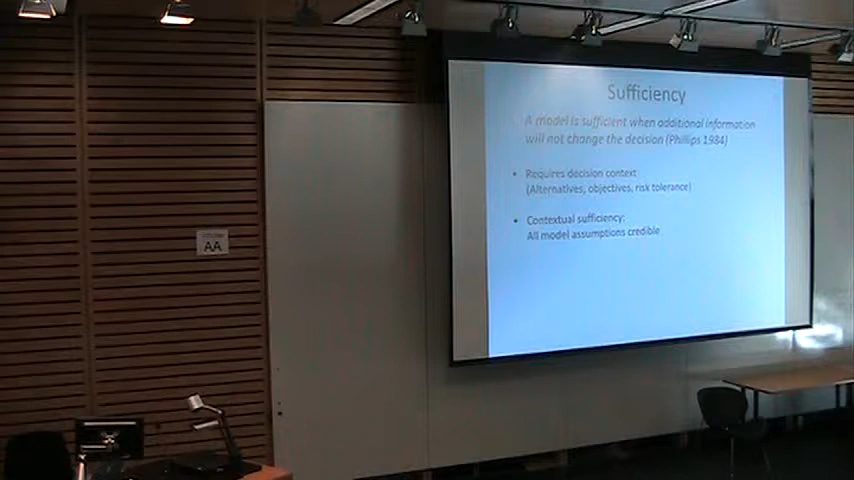 Sufficiency
A model is sufficient when additional information
will not change the decision (Phillips 1984)
• Requires decision context
(Alternatives, objectives, risk tolerance)
• Contextual sufficiency:
All model assumptions credible
AA